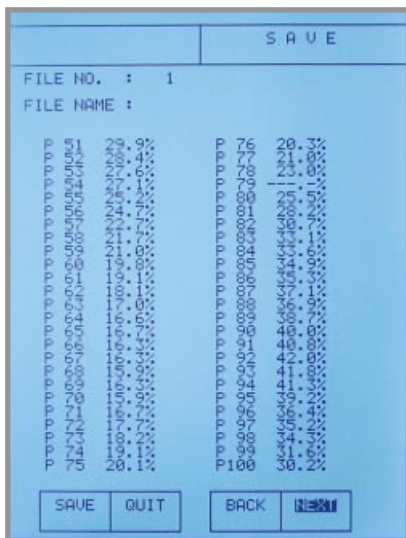 S A V E
FILE NO. : 1
FILE NAME :
P 51 29.9% P 76 20.3%
P 52 28.4% P 77 21.0%
P 53 27.6% P 78 23.0%
P 54 27.1% P 79 ---.-%
P 55 25.2% P 80 25.5%
P 56 24.7% P 81 28.2%
P 57 22.7% P 82 30.7%
P 58 21.7% P 83 33.1%
P 59 21.0% P 84 33.6%
P 60 19.8% P 85 34.9%
P 61 19.1% P 86 35.3%
P 62 18.1% P 87 37.1%
P 63 17.0% P 88 36.9%
P 64 16.6% P 89 38.7%
P 65 16.7% P 90 40.0%
P 66 16.3% P 91 40.8%
P 67 16.3% P 92 42.0%
P 68 15.9% P 93 41.8%
P 69 16.3% P 94 41.3%
P 70 15.9% P 95 39.2%
P 71 16.7% P 96 36.4%
P 72 17.7% P 97 35.2%
P 73 18.2% P 98 34.3%
P 74 19.1% P 99 31.6%
P 75 20.1% P100 30.2%
SAVE QUIT BACK NEXT